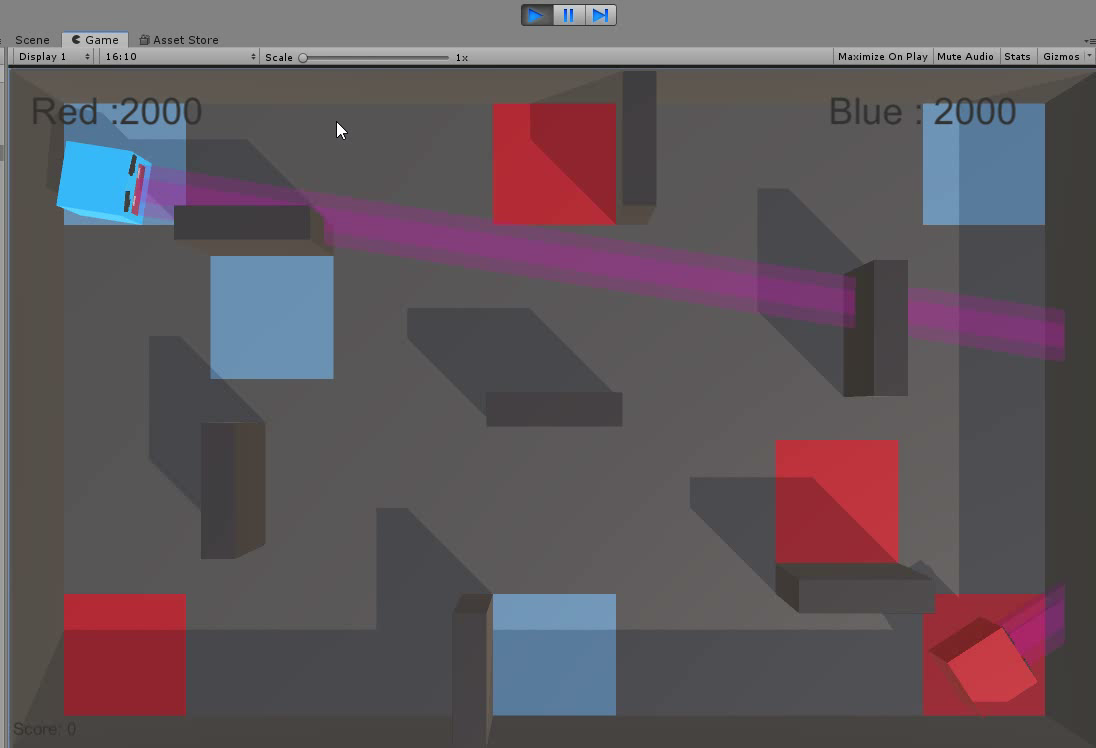 Scene Game Asset Store
Display 1 16:10 Scale 1x Maximize On Play Mute Audio Stats Gizmos
Red :2000 Blue : 2000
Score: 0